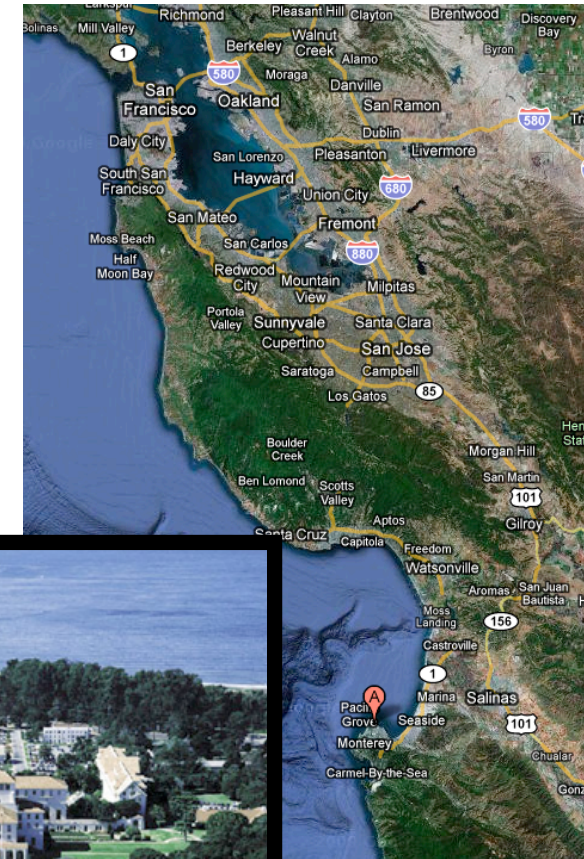 Richmond
Pleasant Hill
Clayton
Brentwood
Discovery
Bay
Bolinas
Mill Valley
Berkeley
Walnut
Creek
Byron
1
580
Moraga
Alamo
Danville
San
Francisco
Oakland
San Ramon
580
Daly City
Dublin
San Lorenzo
Pleasanton
Livermore
South San
Francisco
Hayward
Union City
680
San Mateo
Fremont
Moss Beach
San Carlos
880
Half
Moon Bay
Redwood
City
Mountain
View
Milpitas
Portola
Valley
Sunnyvale
Santa Clara
Cupertino
San Jose
Saratoga
Campbell
Los Gatos
85
Boulder
Creek
Morgan Hill
Ben Lomond
Scotts
Valley
San Martin
101
Gilroy
Santa Cruz
Aptos
Capitola
Freedom
Watsonville
Aromas
San Juan
Bautista
Moss
Landing
156
Castroville
1
A
Marina
Salinas
Pacific
Grove
Seaside
101
Monterey
Carmel-By-the-Sea
Chualar